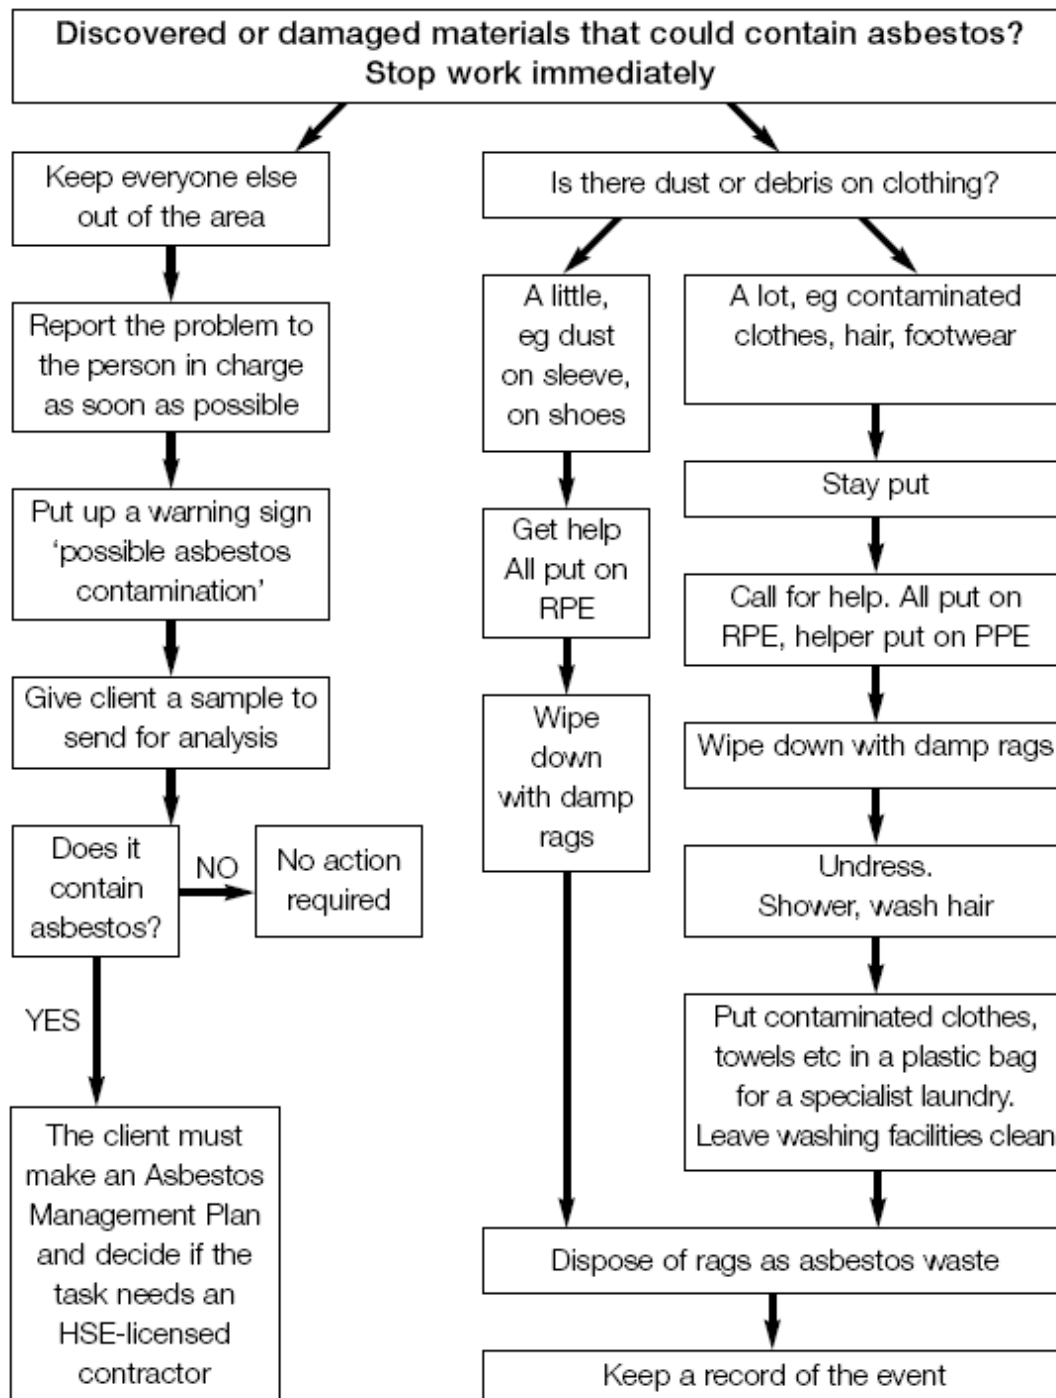 Discovered or damaged materials that could contain asbestos?
Stop work immediately
Keep everyone else
out of the area
Report the problem to
the person in charge
as soon as possible
Put up a warning sign
‘possible asbestos
contamination’
Give client a sample to
send for analysis
Does it
contain
asbestos?
NO
No action
required
YES
The client must
make an Asbestos
Management Plan
and decide if the
task needs an
HSE-licensed
contractor
Is there dust or debris on clothing?
A little,
eg dust
on sleeve,
on shoes
Get help
All put on
RPE
Wipe
down
with damp
rags
A lot, eg contaminated
clothes, hair, footwear
Stay put
Call for help. All put on
RPE, helper put on PPE
Wipe down with damp rags
Undress.
Shower, wash hair
Put contaminated clothes,
towels etc in a plastic bag
for a specialist laundry.
Leave washing facilities clean
Dispose of rags as asbestos waste
Keep a record of the event